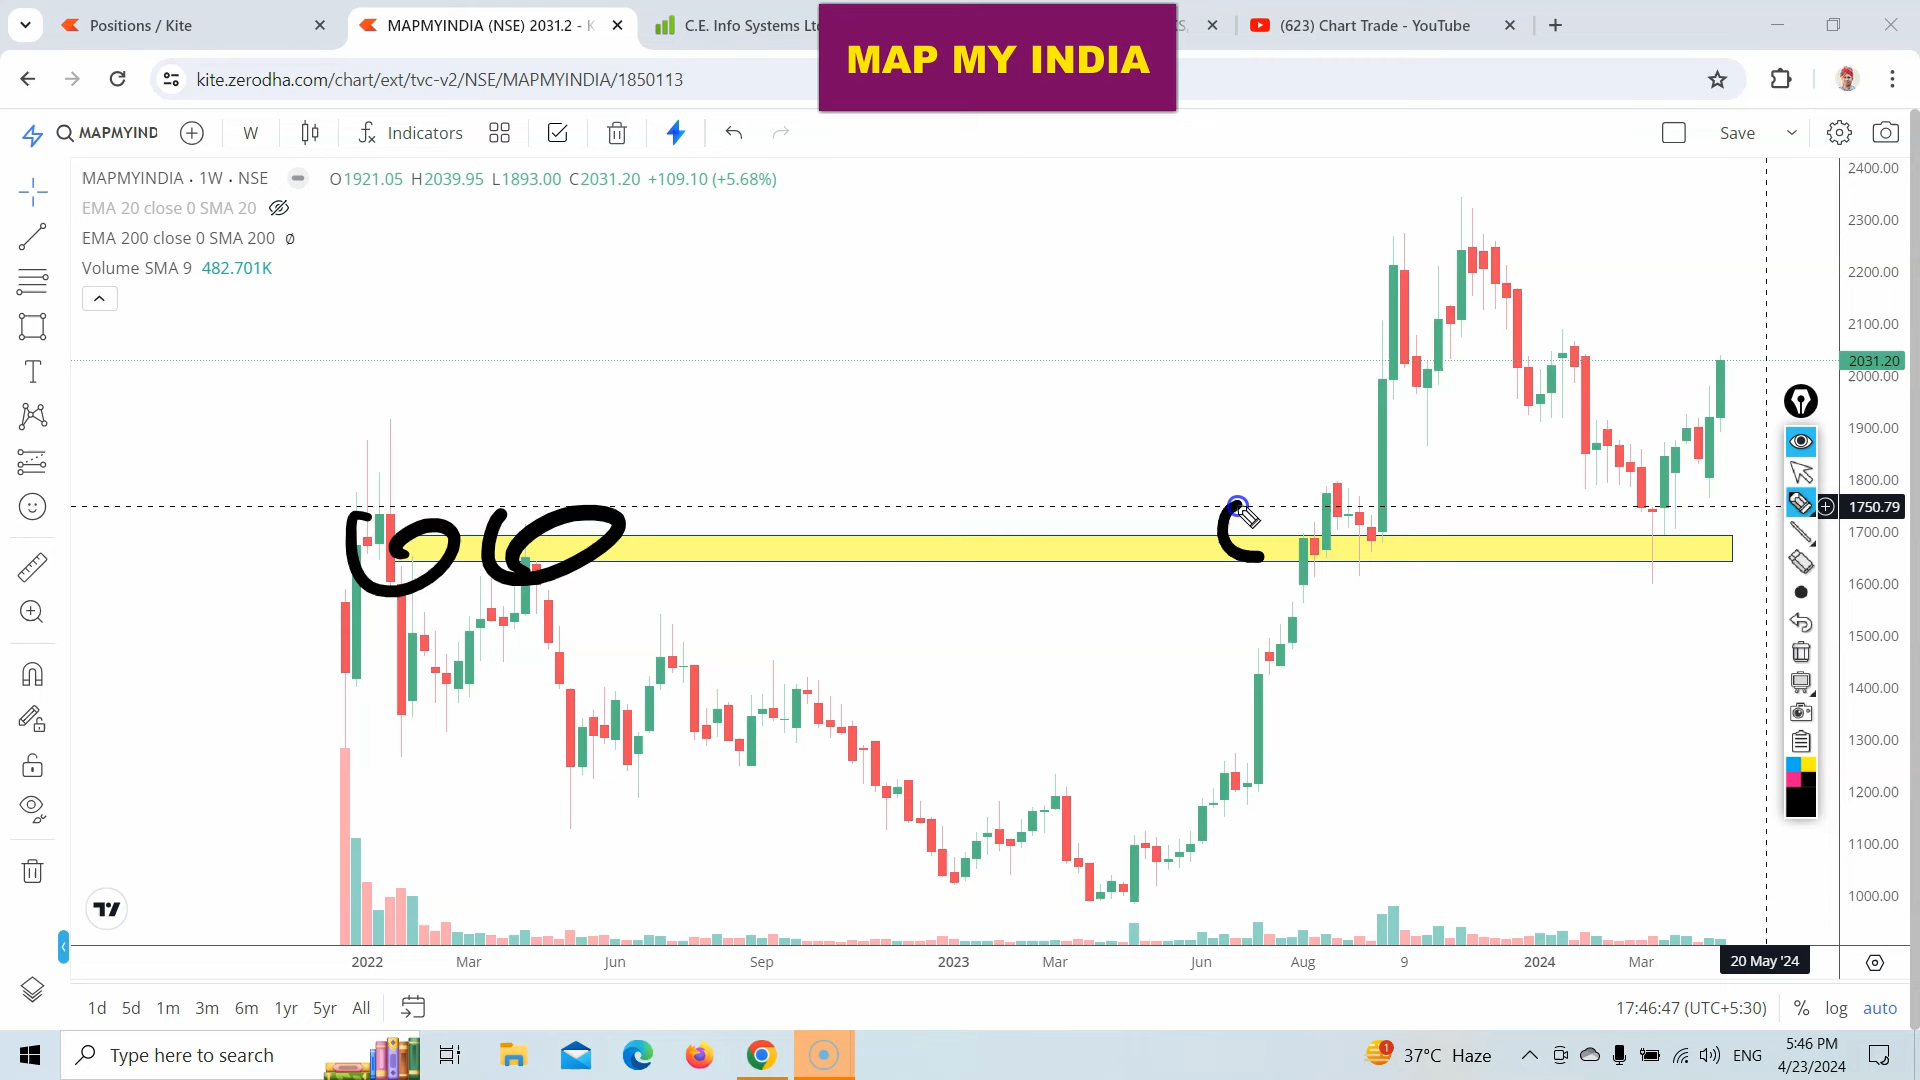 Positions / Kite
MAPMYINDIA (NSE) 2031.2 - K
C.E. Info Systems Lt
(623) Chart Trade - YouTube
MAP MY INDIA
kite.zerodha.com/chart/ext/tvc-v2/NSE/MAPMYINDIA/1850113
MAPMYIND
W
Indicators
Save
MAPMYINDIA · 1W · NSE
O1921.05 H2039.95 L1893.00 C2031.20 +109.10 (+5.68%)
EMA 20 close 0 SMA 20
EMA 200 close 0 SMA 200
Volume SMA 9 482.701K
2400.00
2300.00
2200.00
2100.00
2031.20
2000.00
1900.00
1800.00
1750.79
1700.00
1600.00
1500.00
1400.00
1300.00
1200.00
1100.00
1000.00
2022 Mar Jun Sep 2023 Mar Jun Aug 9 2024 Mar 20 May '24
1d 5d 1m 3m 6m 1yr 5yr All
17:46:47 (UTC+5:30) % log auto
Type here to search
1
37°C Haze
ENG
5:46 PM
4/23/2024